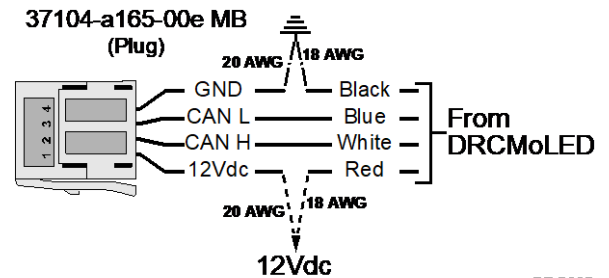 37104-a165-00e MB
(Plug)
20 AWG 18 AWG
GND Black
CAN L Blue
CAN H White
12Vdc Red
From
DRCMoLED
4
3
2
1
20 AWG 18 AWG
12Vdc